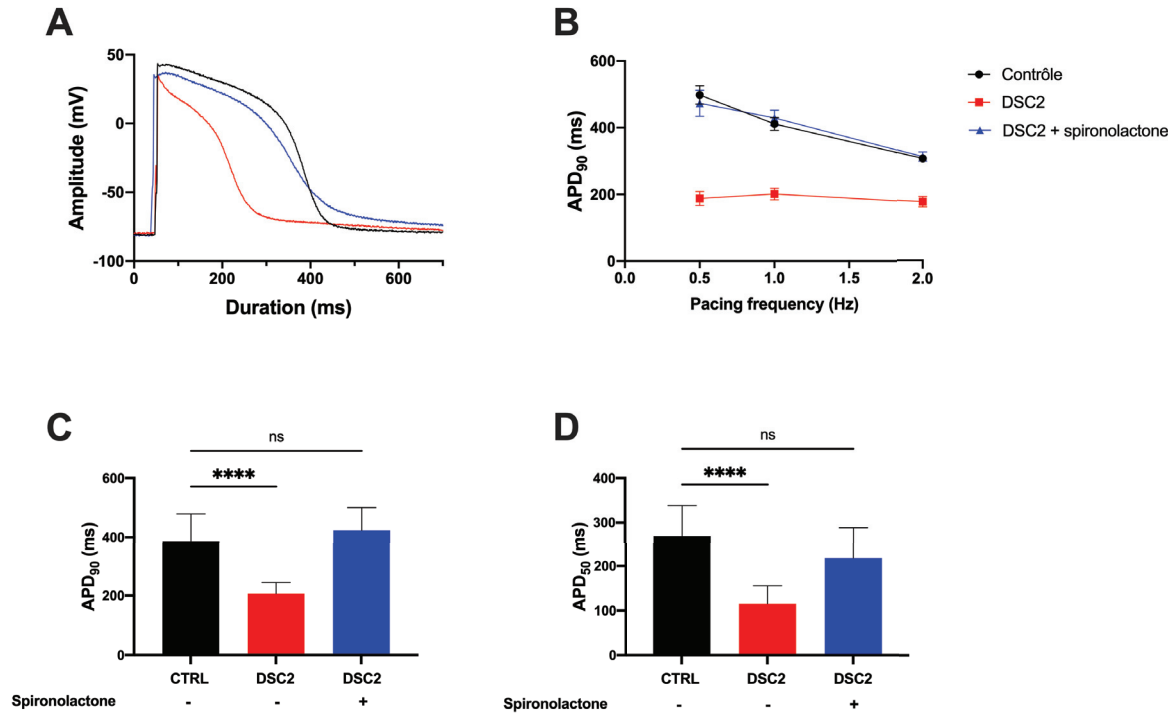 A
50
0
-50
-100
Amplitude (mV)
0
200
400
600
Duration (ms)
B
600
400
200
0
APD90 (ms)
0.0
0.5
1.0
1.5
2.0
Pacing frequency (Hz)
Contrôle
DSC2
DSC2 + spironolactone
C
ns
****
600
400
200
0
APD90 (ms)
CTRL DSC2 DSC2
Spironolactone - - +
D
ns
****
400
300
200
100
0
APD50 (ms)
CTRL DSC2 DSC2
Spironolactone - - +